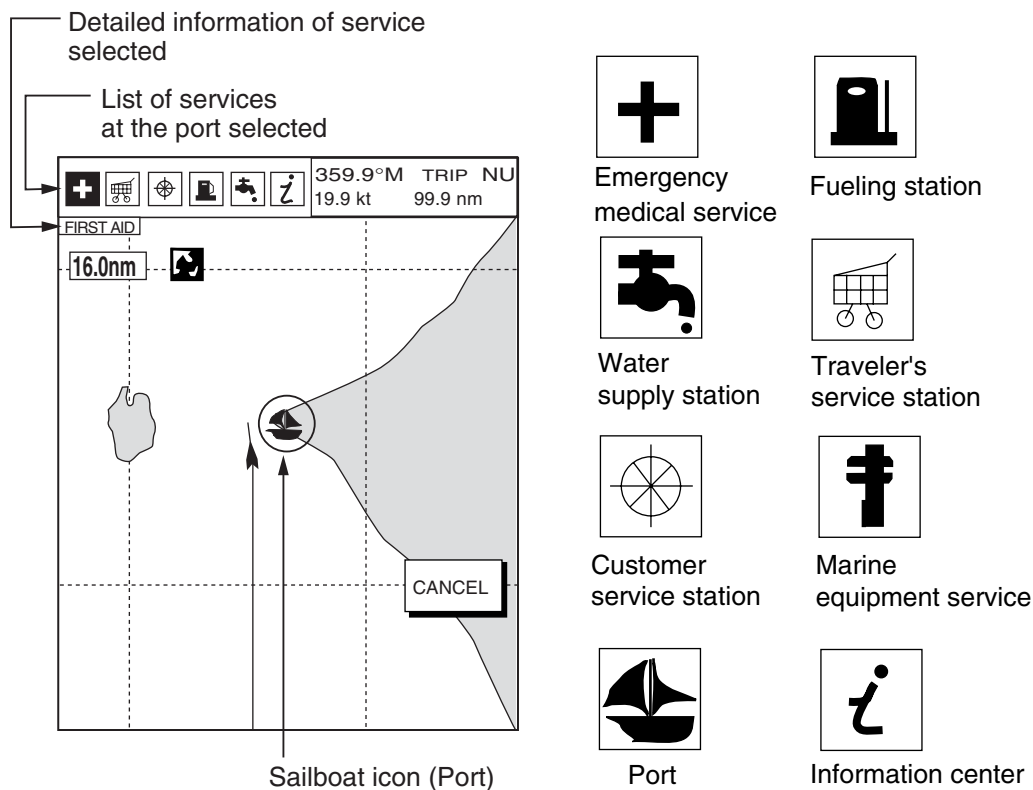 Detailed information of service
selected
List of services
at the port selected
359.9°M TRIP NU
19.9 kt 99.9 nm
FIRST AID
16.0nm
CANCEL
Sailboat icon (Port)
Emergency
medical service
Fueling station
Water
supply station
Traveler's
service station
Customer
service station
Marine
equipment service
Port
Information center